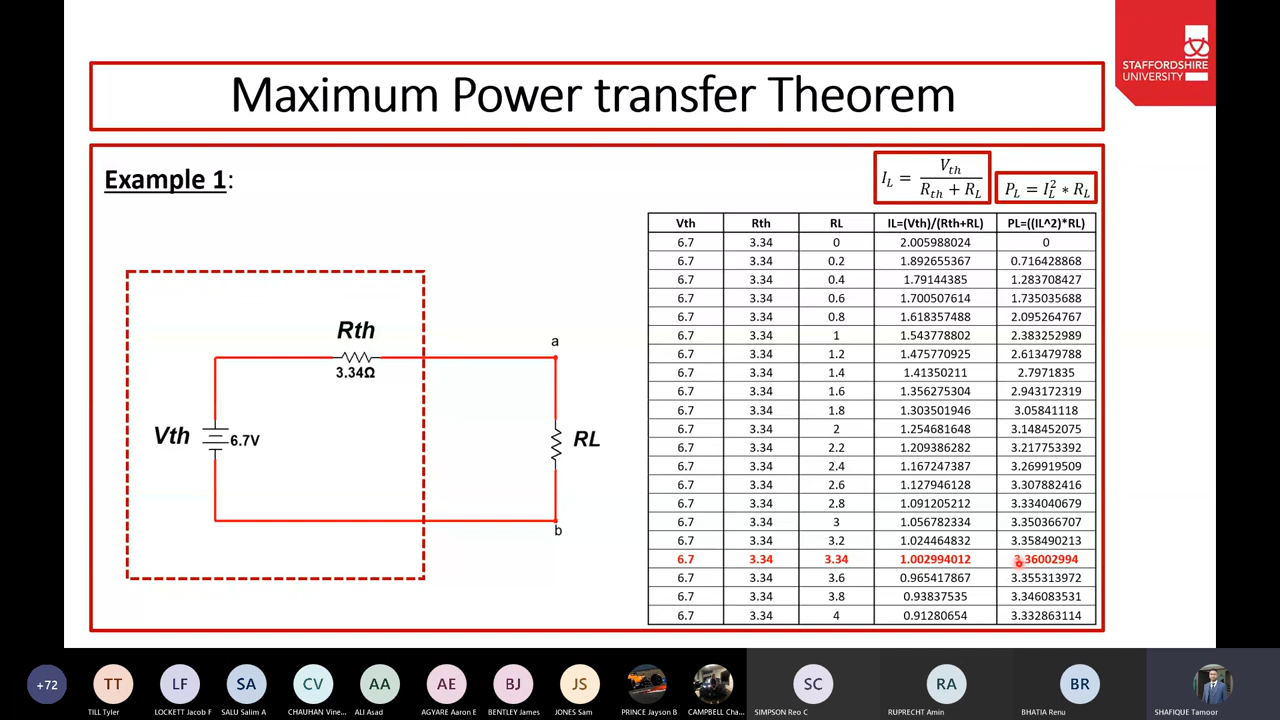 STAFFORDSHIRE
UNIVERSITY
Maximum Power transfer Theorem
Example 1:
I_L = V_th / (R_th + R_L)
P_L = I_L^2 * R_L
Rth
3.34Ω
a
Vth
6.7V
RL
b
Vth Rth RL IL=(Vth)/(Rth+RL) PL=((IL^2)*RL)
6.7 3.34 0 2.005988024 0
6.7 3.34 0.2 1.892655367 0.716428868
6.7 3.34 0.4 1.79144385 1.283708427
6.7 3.34 0.6 1.700507614 1.735035688
6.7 3.34 0.8 1.618357488 2.095264767
6.7 3.34 1 1.543778802 2.383252989
6.7 3.34 1.2 1.475770925 2.613479788
6.7 3.34 1.4 1.41350211 2.7971835
6.7 3.34 1.6 1.356275304 2.943172319
6.7 3.34 1.8 1.303501946 3.05841118
6.7 3.34 2 1.254681648 3.148452075
6.7 3.34 2.2 1.209386282 3.217753392
6.7 3.34 2.4 1.167247387 3.269919509
6.7 3.34 2.6 1.127946128 3.307882416
6.7 3.34 2.8 1.091205212 3.334040679
6.7 3.34 3 1.056782334 3.350366707
6.7 3.34 3.2 1.024464832 3.358490213
6.7 3.34 3.34 1.002994012 3.36002994
6.7 3.34 3.6 0.965417867 3.355313972
6.7 3.34 3.8 0.93837535 3.346083531
6.7 3.34 4 0.91280654 3.332863114
+72 TT LF SA CV AA AE BJ JS SC RA BR
TILL Tyler LOCKETT Jacob F SALU Salim A CHAUHAN Vine... ALI Asad AGYARE Aaron E BENTLEY James JONES Sam PRINCE Jayson B CAMPBELL Cha... SIMPSON Reo C RUPRECHT Amin BHATIA Renu SHAFIQUE Tamoor